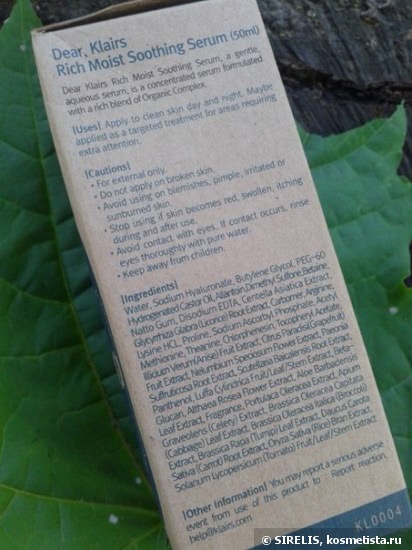 Dear, Klairs
Rich Moist Soothing Serum (50ml)
Dear Klairs Rich Moist Soothing Serum, a gentle,
aqueous serum, is a concentrated serum formulated
with a rich blend of Organic Complex.
[Uses] Apply to clean skin day and night. Maybe
applied as a targeted treatment for areas requiring
extra attention.
[Cautions]
• For external only.
• Do not apply on broken skin.
• Avoid using on blemishes, pimple, irritated or
sunburned skin.
• Stop using if skin becomes red, swollen, itching
during and after use.
• Avoid contact with eyes. If contact occurs, rinse
eyes thoroughly with pure water.
• Keep away from children.
[Ingredients]
Water, Sodium Hyaluronate, Butylene Glycol, PEG-60
Hydrogenated Castor Oil, Allantoin, Dimethyl Sulfone, Betaine,
Natto Gum, Disodium EDTA, Centella Asiatica Extract,
Glycyrrhiza Glabra (Licorice) Root Extract, Carbomer, Arginine,
Lysine HCL, Proline, Sodium Ascorbyl Phosphate, Acetyl
Methionine, Theanine, Chlorphenesin, Tocopheryl Acetate,
Illicium Verum (Anise) Fruit Extract, Citrus Paradisi (Grapefruit)
Fruit Extract, Nelumbium Speciosum Flower Extract, Paeonia
Suffruticosa Root Extract, Scutellaria Baicalensis Root Extract,
Panthenol, Luffa Cylindrica Fruit/Leaf/Stem Extract, Beta-
Glucan, Althaea Rosea Flower Extract, Aloe Barbadensis
Leaf Extract, Fragrance, Portulaca Oleracea Extract, Apium
Graveolens (Celery) Extract, Brassica Oleracea Capitata
(Cabbage) Leaf Extract, Brassica Oleracea Italica (Broccoli)
Extract, Brassica Rapa (Turnip) Leaf Extract, Daucus Carota
Sativa (Carrot) Root Extract, Oryza Sativa (Rice) Bran Extract,
Solanum Lycopersicum (Tomato) Fruit/Leaf/Stem Extract
[Other Information] You may report a serious adverse
event from use of this product to - Report reaction.
help@klairs.com
KL0004
© SIRELIS, kosmetista.ru